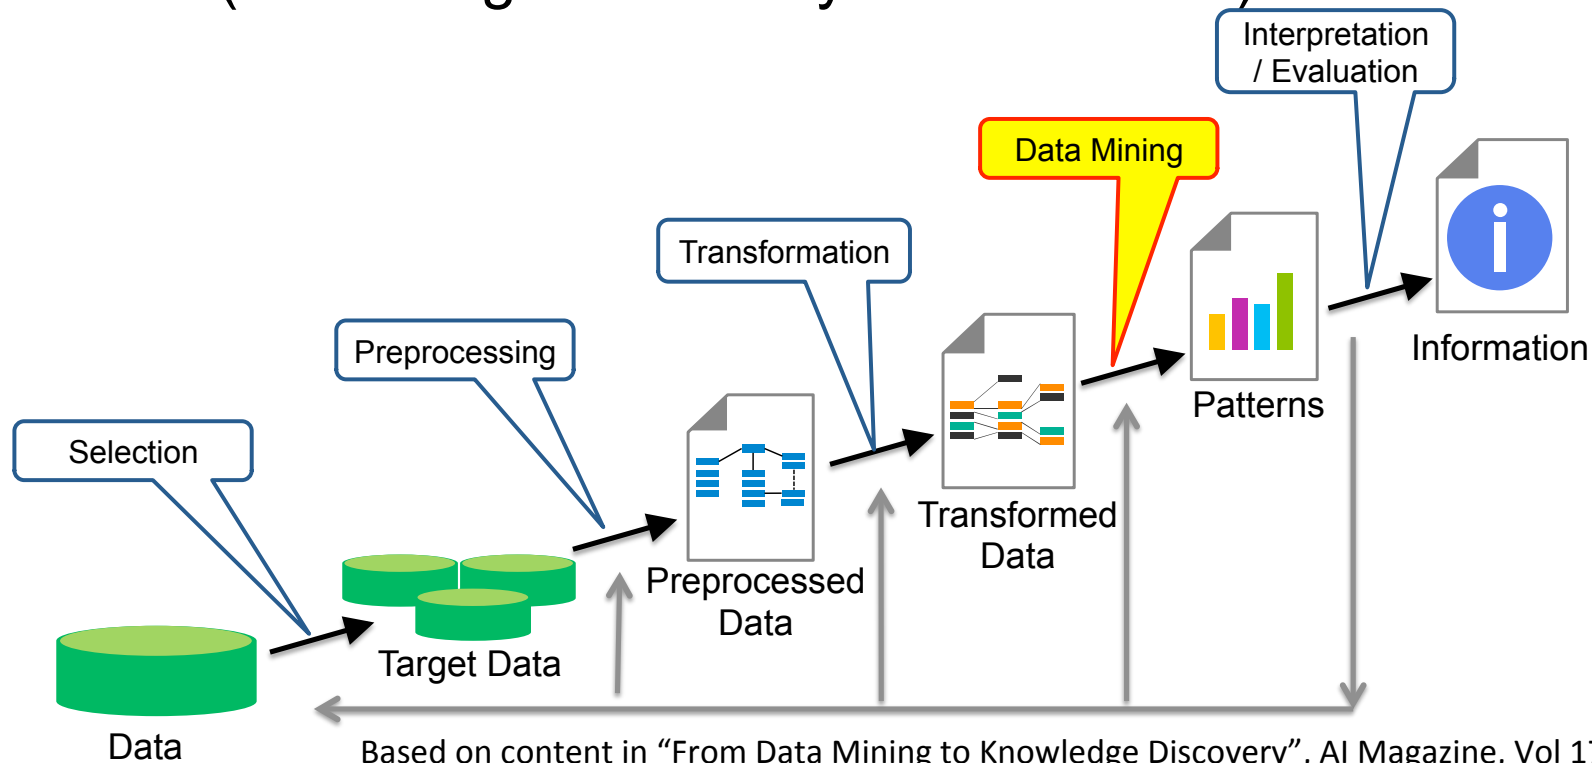 Interpretation
/ Evaluation
Data Mining
Transformation
Preprocessing
Selection
Information
Patterns
Transformed
Data
Preprocessed
Data
Target Data
Data
Based on content in “From Data Mining to Knowledge Discovery”, AI Magazine, Vol